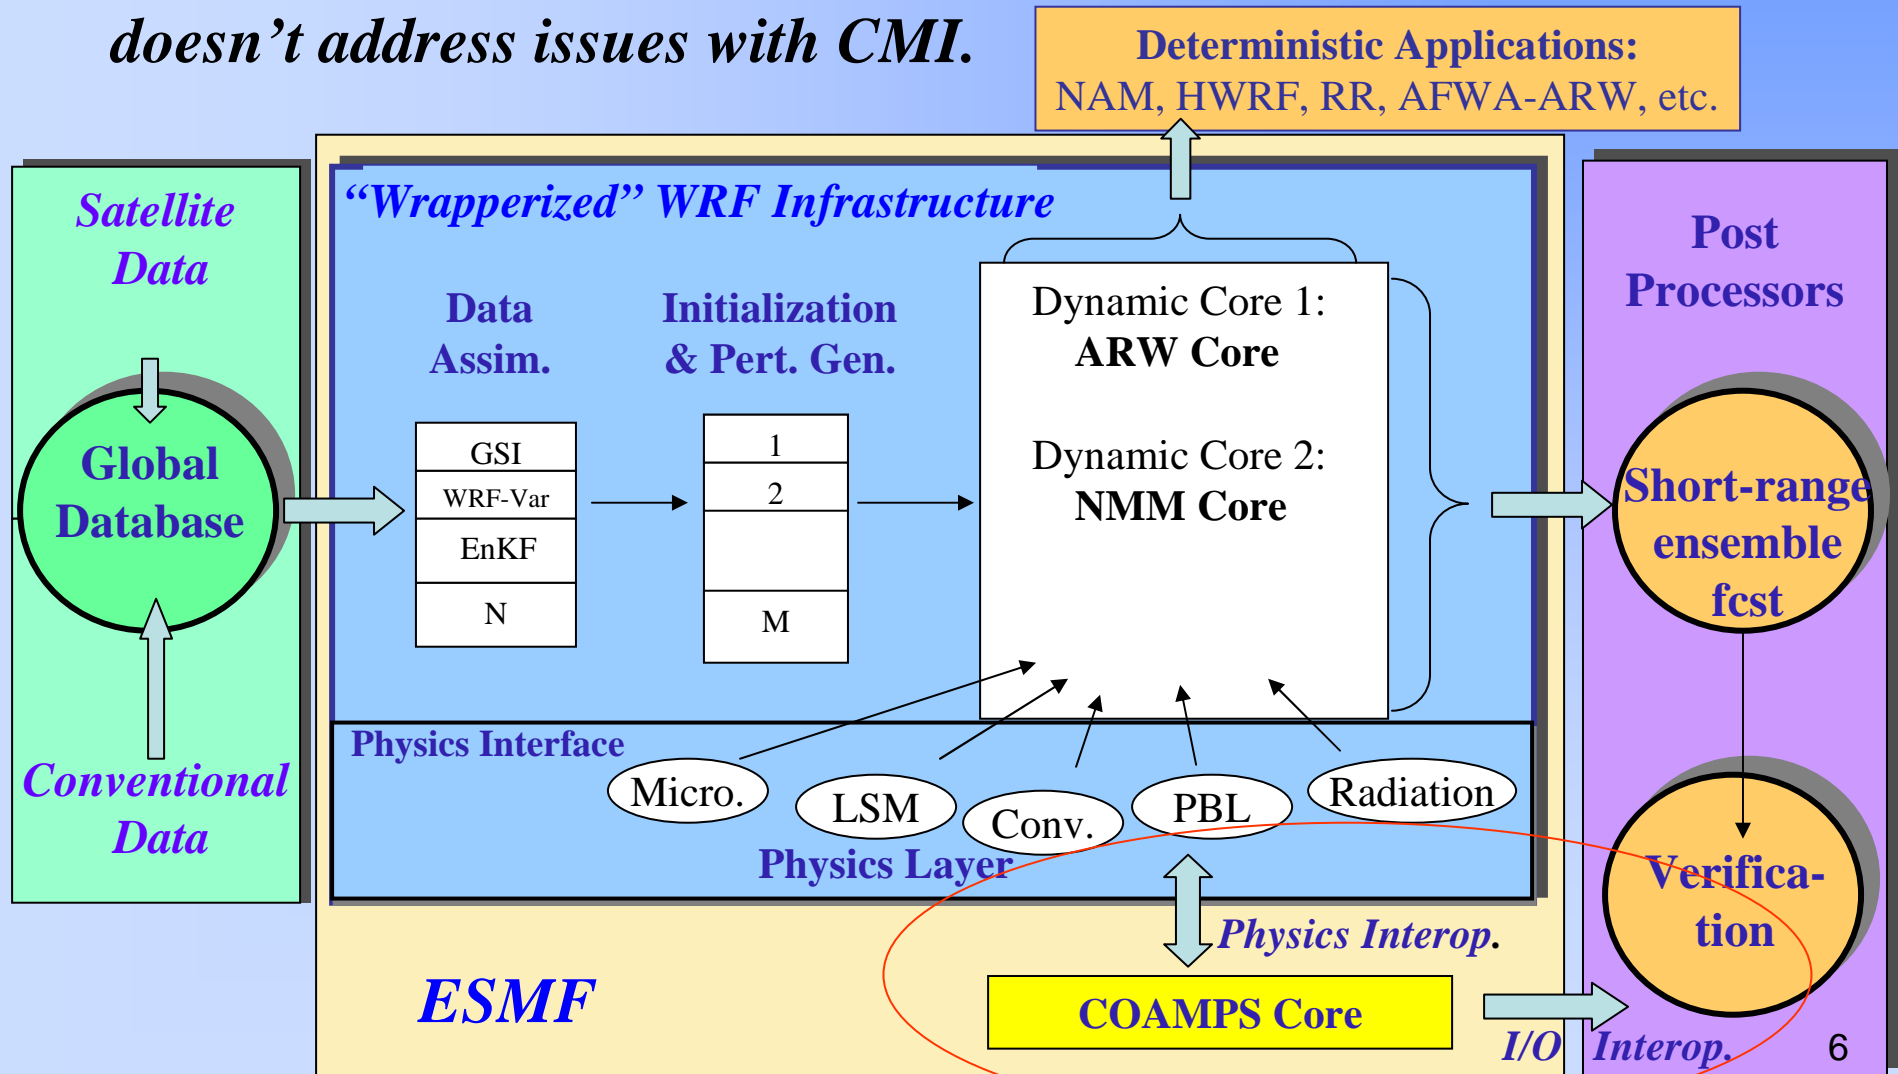 doesn’t address issues with CMI.
Deterministic Applications:
NAM, HWRF, RR, AFWA-ARW, etc.
Satellite
Data
Global
Database
Conventional
Data
“Wrapperized” WRF Infrastructure
Data
Assim.
GSI
WRF-Var
EnKF
N
Initialization
& Pert. Gen.
1
2
M
Dynamic Core 1:
ARW Core
Dynamic Core 2:
NMM Core
Physics Interface
Micro.
LSM
Conv.
PBL
Radiation
Physics Layer
Physics Interop.
ESMF
COAMPS Core
I/O Interop.
Post
Processors
Short-range
ensemble
fcst
Verifica-
tion
6